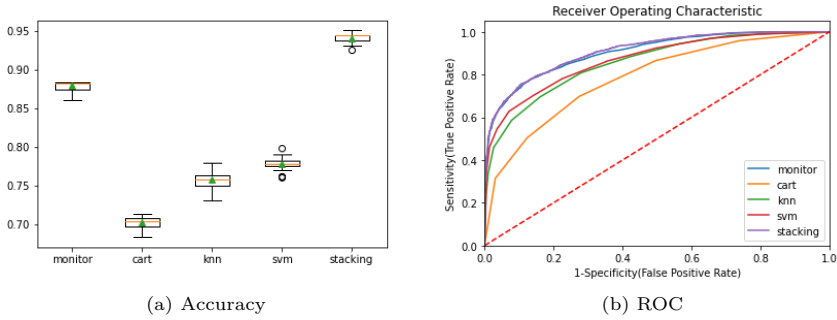 0.95
0.90
0.85
0.80
0.75
0.70
monitor cart knn svm stacking
(a) Accuracy
Receiver Operating Characteristic
Sensitivity(True Positive Rate)
1.0
0.8
0.6
0.4
0.2
0.0
monitor
cart
knn
svm
stacking
0.0 0.2 0.4 0.6 0.8 1.0
1-Specificity(False Positive Rate)
(b) ROC